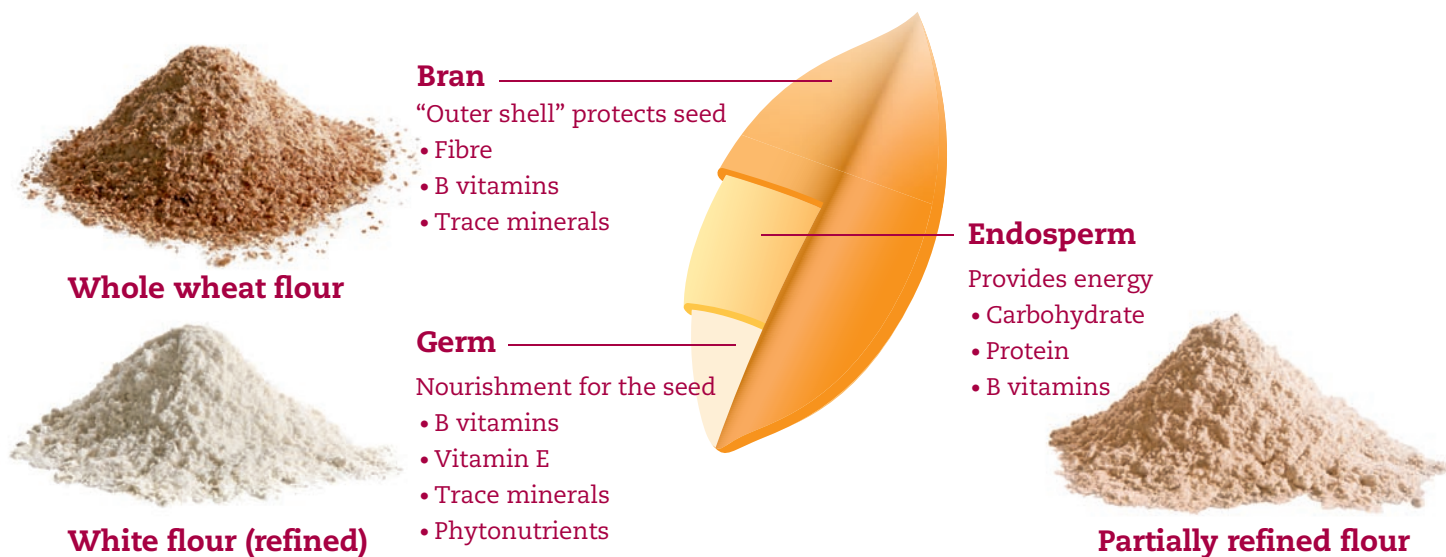 Bran
“Outer shell” protects seed
• Fibre
• B vitamins
• Trace minerals
Whole wheat flour
Endosperm
Provides energy
• Carbohydrate
• Protein
• B vitamins
Germ
Nourishment for the seed
• B vitamins
• Vitamin E
• Trace minerals
• Phytonutrients
White flour (refined)
Partially refined flour